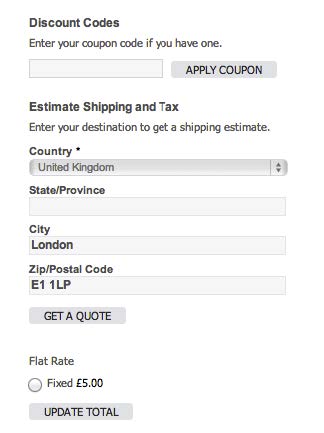 Discount Codes
Enter your coupon code if you have one.
APPLY COUPON
Estimate Shipping and Tax
Enter your destination to get a shipping estimate.
Country *
United Kingdom
State/Province
City
London
Zip/Postal Code
E1 1LP
GET A QUOTE
Flat Rate
Fixed £5.00
UPDATE TOTAL